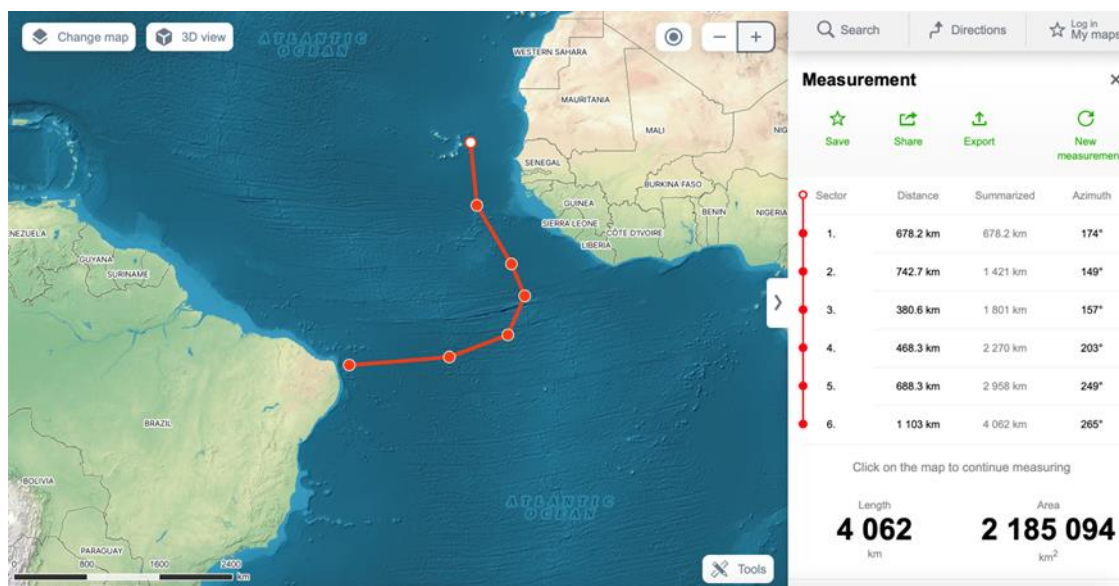 Change map
3D view
ATLANTIC
OCEAN
WESTERN SAHARA
MAURITANIA
MALI
NIG
SENEGAL
BURKINA FASO
GUINEA
BENIN
NIGERIA
SIERRA LEONE
CÔTE D'IVOIRE
LIBERIA
NEZUELA
GUYANA
SURINAME
BRAZIL
BOLIVIA
PARAGUAY
ATLANTIC
OCEAN
0 800 1600 2400 km
Tools
Search
Directions
Log in
My maps
Measurement
Save
Share
Export
New
measurement
Sector Distance Summarized Azimuth
1. 678.2 km 678.2 km 174°
2. 742.7 km 1 421 km 149°
3. 380.6 km 1 801 km 157°
4. 468.3 km 2 270 km 203°
5. 688.3 km 2 958 km 249°
6. 1 103 km 4 062 km 265°
Click on the map to continue measuring
Length
4 062
km
Area
2 185 094
km²